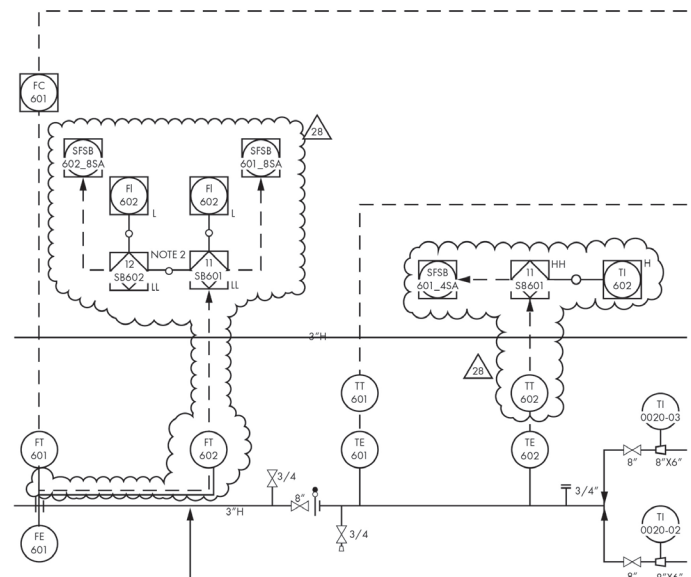 FC
601
28
SFSB
602_8SA
SFSB
601_8SA
FI
602
L
FI
602
L
12
SB602
LL
NOTE 2
11
SB601
LL
SFSB
601_4SA
11
SB601
HH
TI
602
H
3"H
28
TT
601
TT
602
TI
0020-03
FT
601
FT
602
TE
601
TE
602
8"
8"X6"
3/4
8"
3/4"
3"H
3/4
FE
601
TI
0020-02
8"
8"X6"